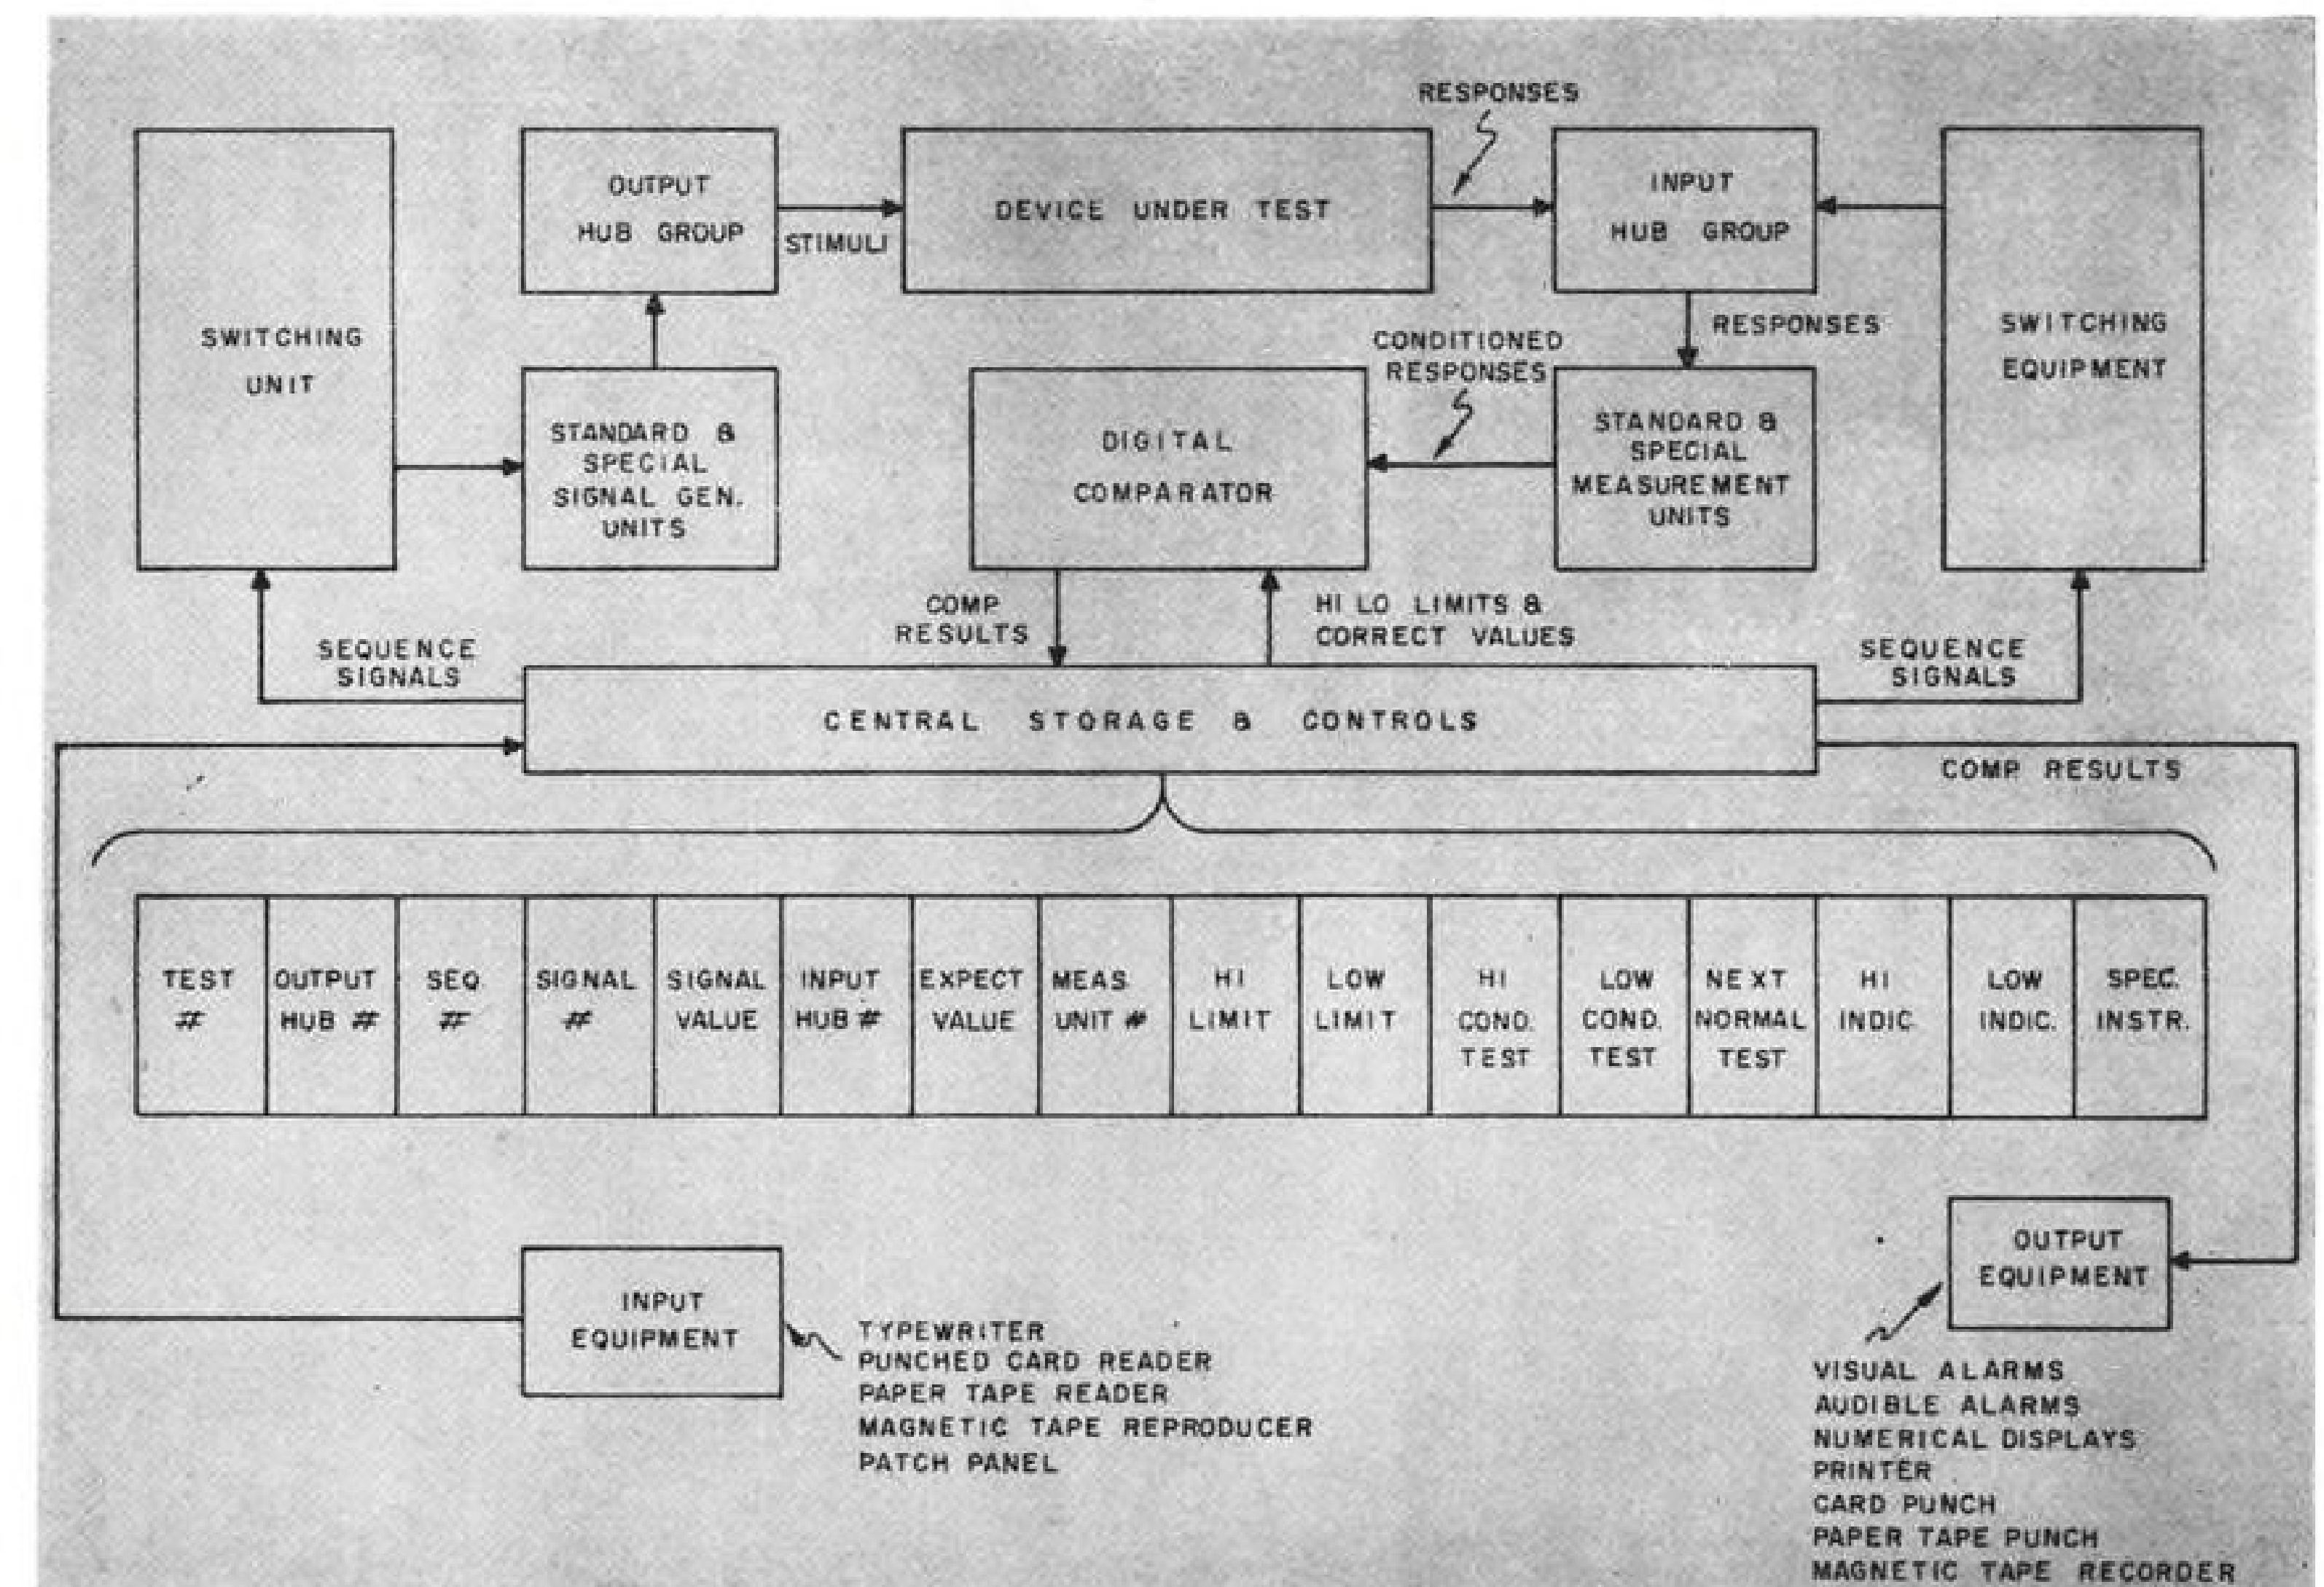 RESPONSES
SWITCHING
UNIT
OUTPUT
HUB GROUP
STIMULI
DEVICE UNDER TEST
INPUT
HUB GROUP
SWITCHING
EQUIPMENT
RESPONSES
CONDITIONED
RESPONSES
STANDARD &
SPECIAL
SIGNAL GEN.
UNITS
DIGITAL
COMPARATOR
STANDARD &
SPECIAL
MEASUREMENT
UNITS
SEQUENCE
SIGNALS
COMP
RESULTS
HI LO LIMITS &
CORRECT VALUES
SEQUENCE
SIGNALS
CENTRAL STORAGE & CONTROLS
COMP. RESULTS
TEST
#
OUTPUT
HUB #
SEQ
#
SIGNAL
#
SIGNAL
VALUE
INPUT
HUB #
EXPECT
VALUE
MEAS.
UNIT #
HI
LIMIT
LOW
LIMIT
HI
COND.
TEST
LOW
COND.
TEST
NEXT
NORMAL
TEST
HI
INDIC.
LOW
INDIC.
SPEC.
INSTR.
INPUT
EQUIPMENT
TYPEWRITER
PUNCHED CARD READER
PAPER TAPE READER
MAGNETIC TAPE REPRODUCER
PATCH PANEL
OUTPUT
EQUIPMENT
VISUAL ALARMS
AUDIBLE ALARMS
NUMERICAL DISPLAYS
PRINTER
CARD PUNCH
PAPER TAPE PUNCH
MAGNETIC TAPE RECORDER